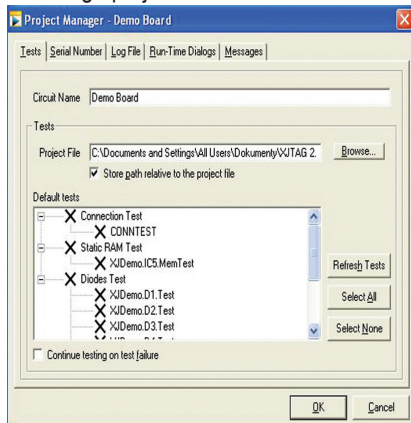 Project Manager - Demo Board
Tests Serial Number Log File Run-Time Dialogs Messages
Circuit Name Demo Board
Tests
Project File C:\Documents and Settings\All Users\Dokumenty\XJTAG 2. Browse...
Store path relative to the project file
Default tests
Connection Test
CONNTEST
Static RAM Test
XJDemo.IC5.MemTest
Diodes Test
XJDemo.D1.Test
XJDemo.D2.Test
XJDemo.D3.Test
Refresh Tests
Select All
Select None
Continue testing on test failure
OK Cancel